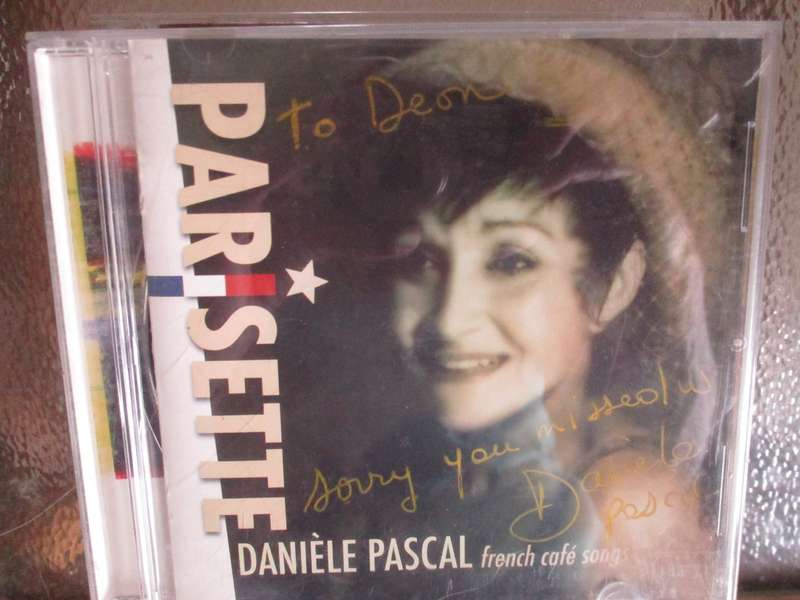 PARISETTE
to Deon
sorry you missed
Danièle
pascal
DANIÈLE PASCAL french café songs